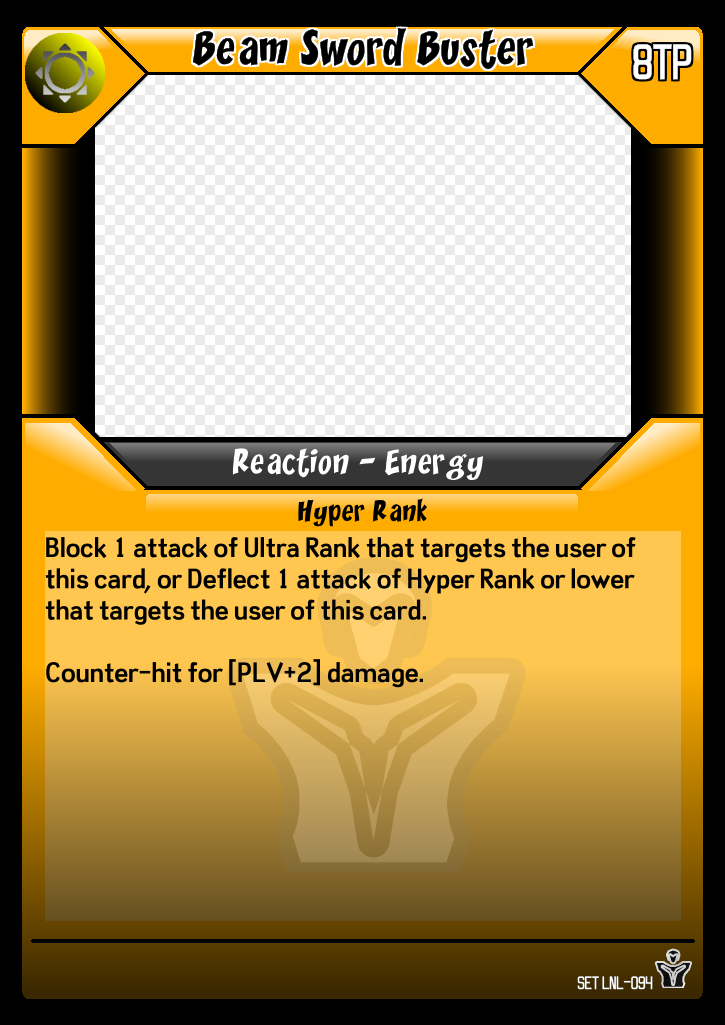 Beam Sword Buster
8TP
Reaction - Energy
Hyper Rank
Block 1 attack of Ultra Rank that targets the user of
this card, or Deflect 1 attack of Hyper Rank or lower
that targets the user of this card.
Counter-hit for [PLV+2] damage.
SET LNL-094